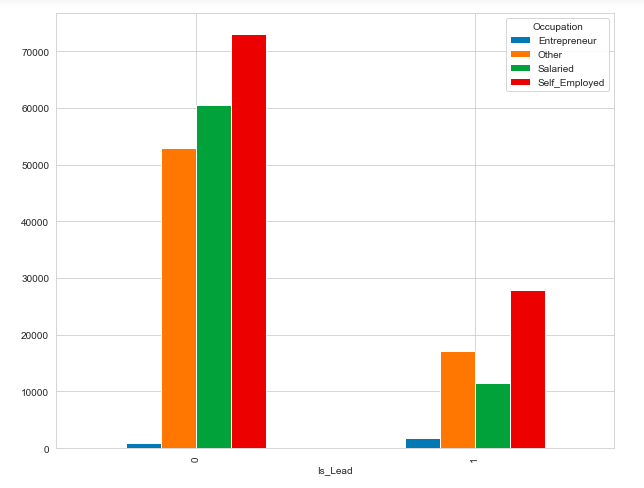 Occupation
Entrepreneur
Other
Salaried
Self_Employed
70000
60000
50000
40000
30000
20000
10000
0
0
1
Is_Lead